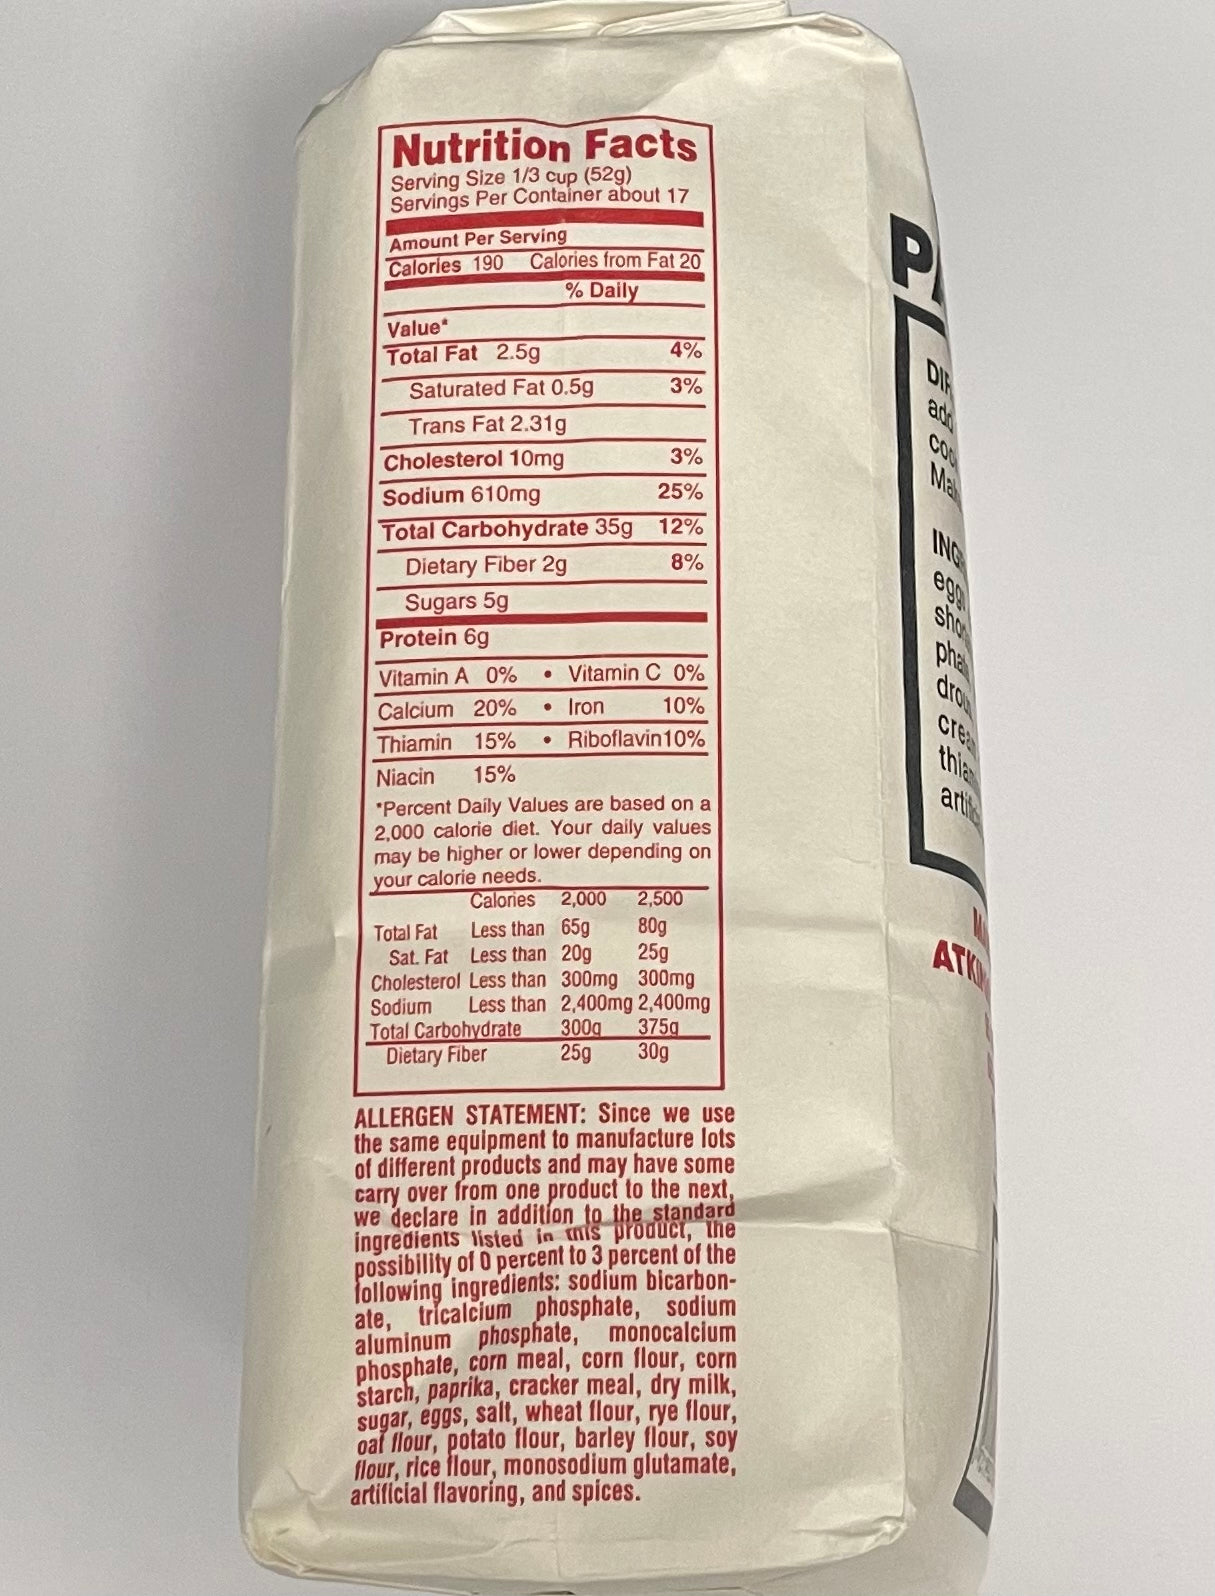 Nutrition Facts
Serving Size 1/3 cup (52g)
Servings Per Container about 17
Amount Per Serving
Calories 190 Calories from Fat 20
% Daily
Value*
Total Fat 2.5g 4%
Saturated Fat 0.5g 3%
Trans Fat 2.31g
Cholesterol 10mg 3%
Sodium 610mg 25%
Total Carbohydrate 35g 12%
Dietary Fiber 2g 8%
Sugars 5g
Protein 6g
Vitamin A 0% • Vitamin C 0%
Calcium 20% • Iron 10%
Thiamin 15% • Riboflavin 10%
Niacin 15%
*Percent Daily Values are based on a
2,000 calorie diet. Your daily values
may be higher or lower depending on
your calorie needs.
Calories 2,000 2,500
Total Fat Less than 65g 80g
Sat. Fat Less than 20g 25g
Cholesterol Less than 300mg 300mg
Sodium Less than 2,400mg 2,400mg
Total Carbohydrate 300g 375g
Dietary Fiber 25g 30g
ALLERGEN STATEMENT: Since we use
the same equipment to manufacture lots
of different products and may have some
carry over from one product to the next,
we declare in addition to the standard
ingredients listed in this product, the
possibility of 0 percent to 3 percent of the
following ingredients: sodium bicarbon-
ate, tricalcium phosphate, sodium
aluminum phosphate, monocalcium
phosphate, corn meal, corn flour, corn
starch, paprika, cracker meal, dry milk,
sugar, eggs, salt, wheat flour, rye flour,
oat flour, potato flour, barley flour, soy
flour, rice flour, monosodium glutamate,
artificial flavoring, and spices.